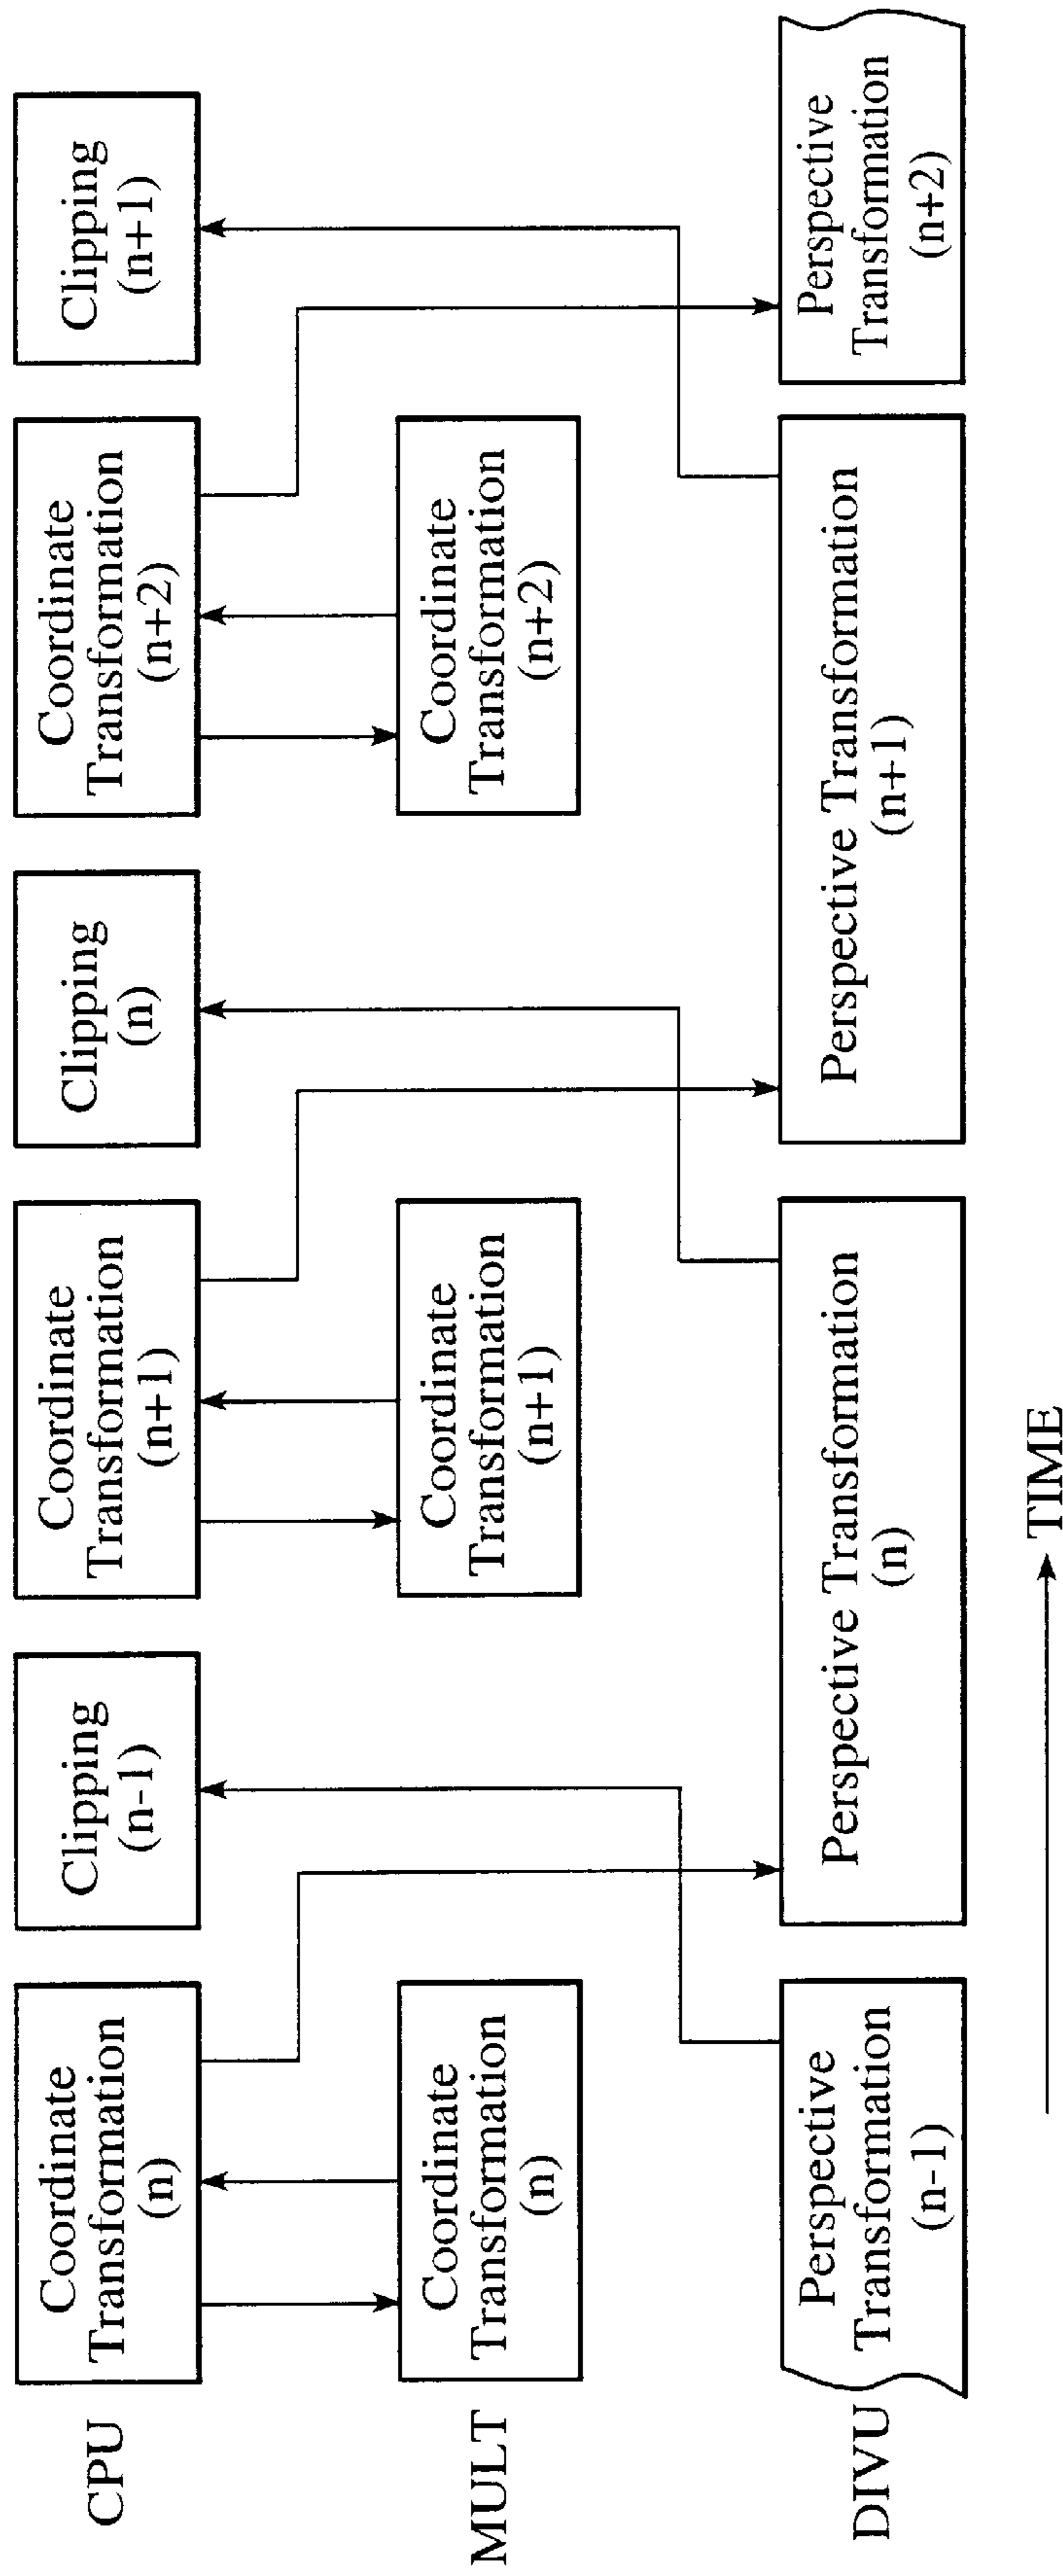 CPU
Coordinate
Transformation
(n)
Clipping
(n-1)
Coordinate
Transformation
(n+1)
Clipping
(n)
Coordinate
Transformation
(n+2)
Clipping
(n+1)
MULT
Coordinate
Transformation
(n)
Coordinate
Transformation
(n+1)
Coordinate
Transformation
(n+2)
DIVU
Perspective
Transformation
(n-1)
Perspective Transformation
(n)
Perspective Transformation
(n+1)
Perspective
Transformation
(n+2)
TIME